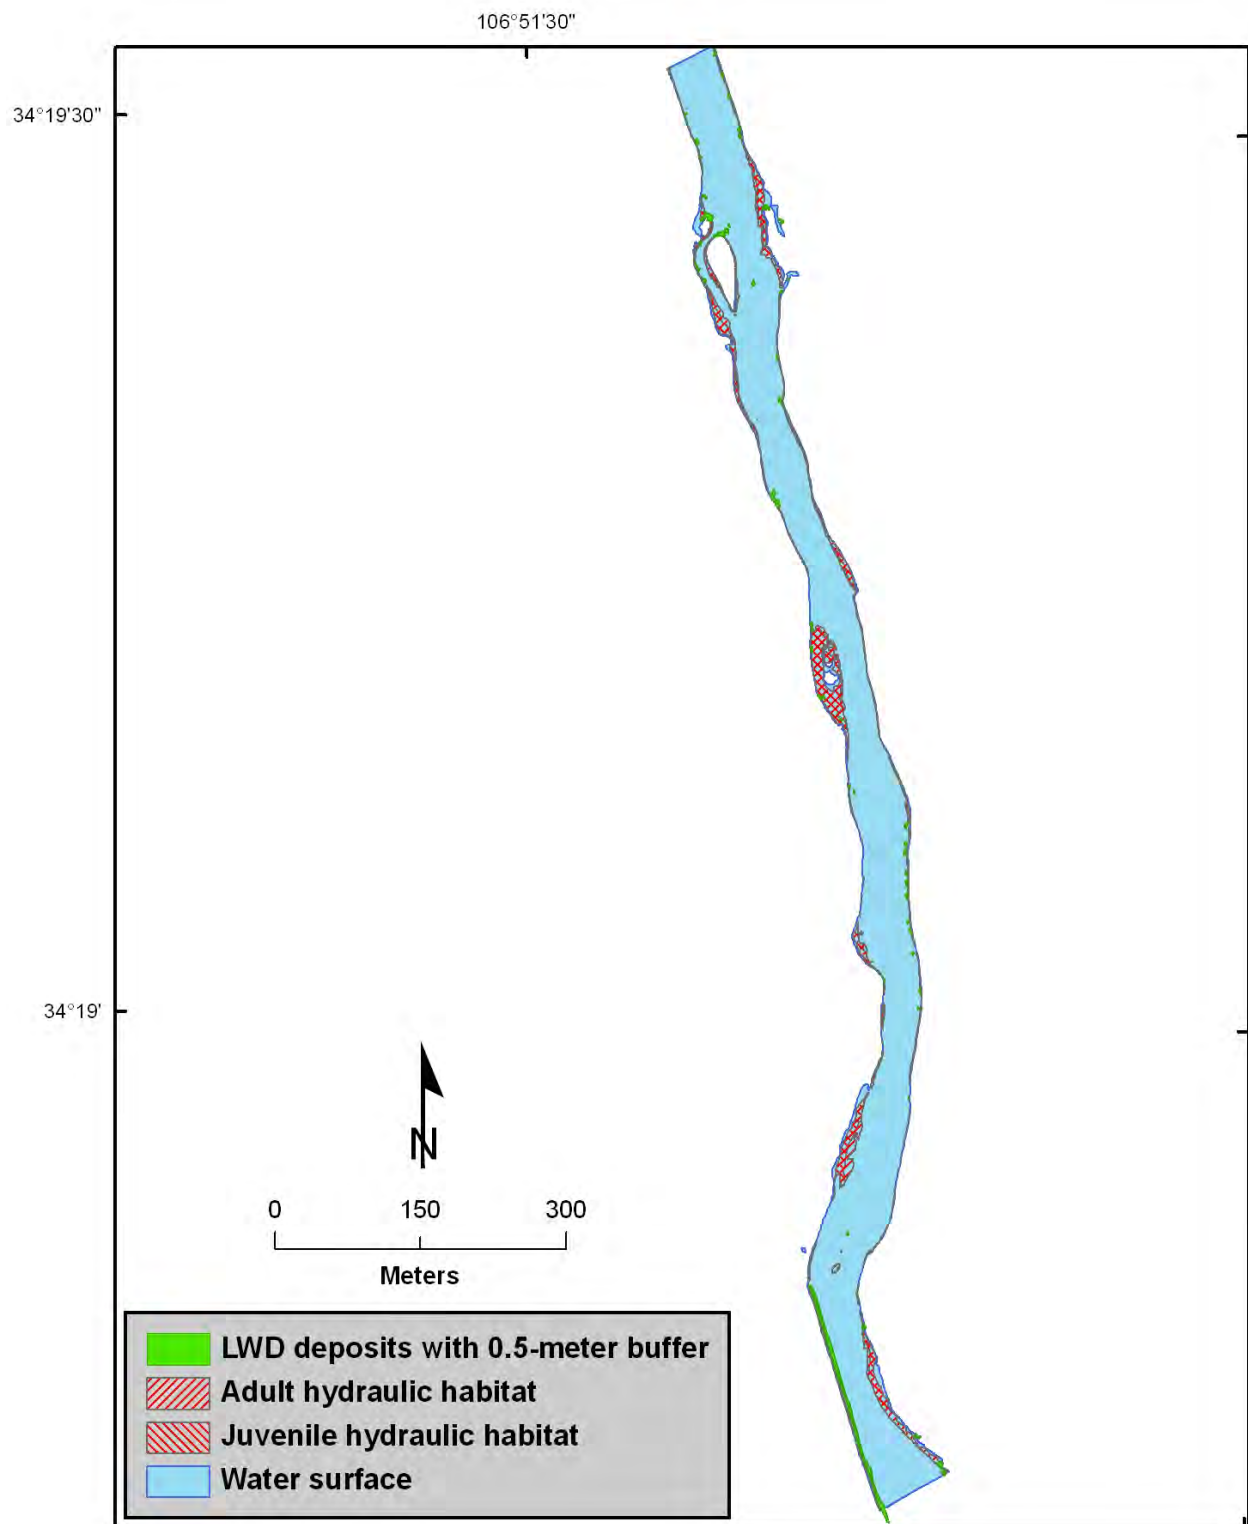 106°51'30"
34°19'30"
34°19'
N
0 150 300
Meters
LWD deposits with 0.5-meter buffer
Adult hydraulic habitat
Juvenile hydraulic habitat
Water surface